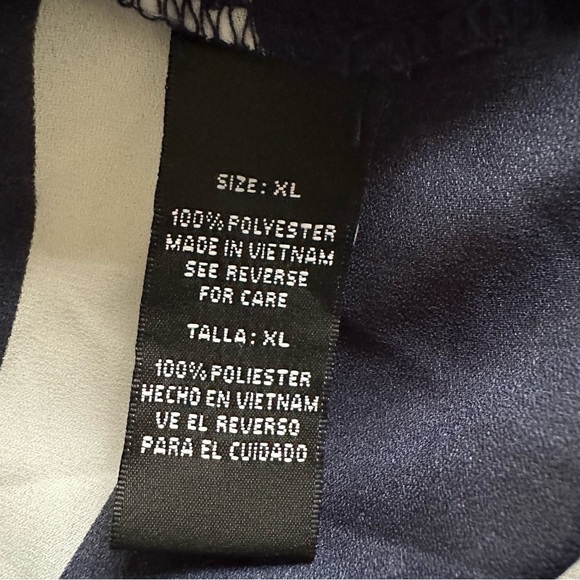 SIZE: XL
100% POLYESTER
MADE IN VIETNAM
SEE REVERSE
FOR CARE
TALLA: XL
100% POLIESTER
HECHO EN VIETNAM
VE EL REVERSO
PARA EL CUIDADO